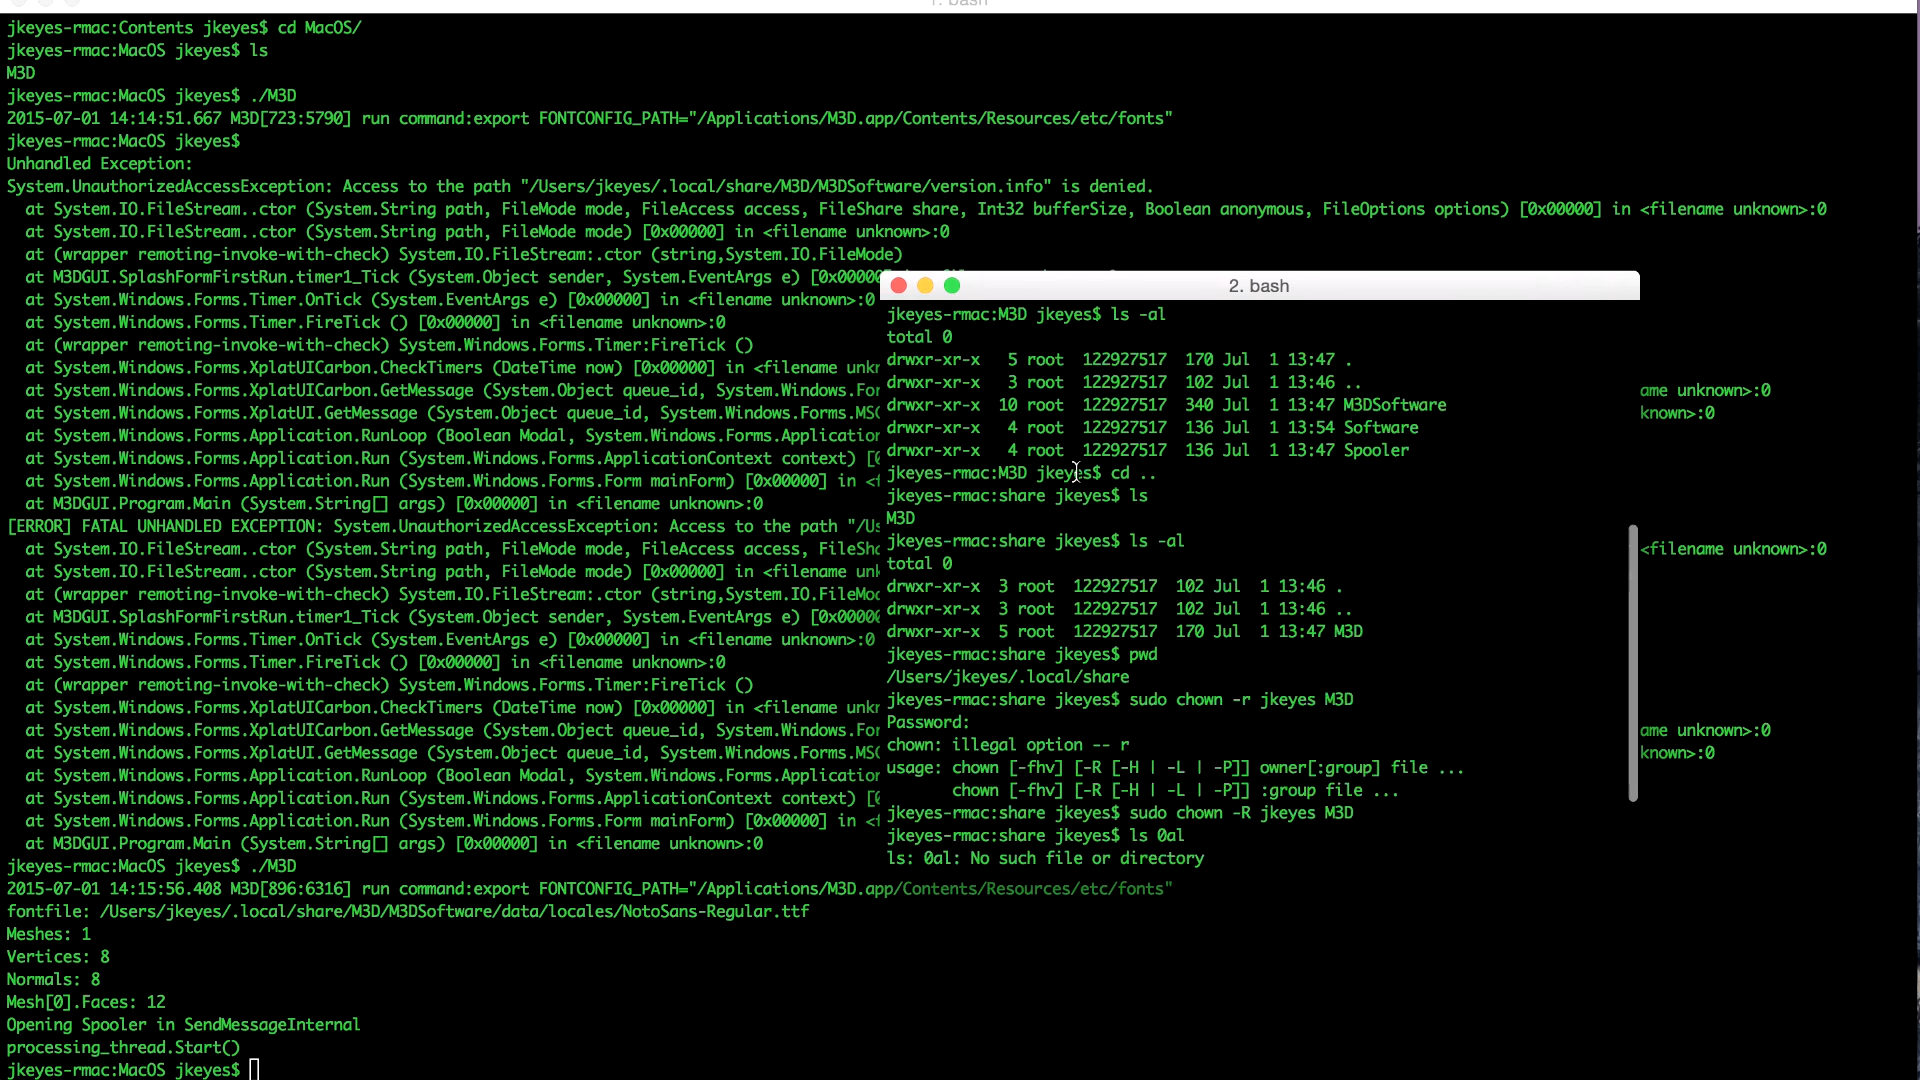 1. bash
jkeyes-rmac:Contents jkeyes$ cd MacOS/
jkeyes-rmac:MacOS jkeyes$ ls
M3D
jkeyes-rmac:MacOS jkeyes$ ./M3D
2015-07-01 14:14:51.667 M3D[723:5790] run command:export FONTCONFIG_PATH="/Applications/M3D.app/Contents/Resources/etc/fonts"
jkeyes-rmac:MacOS jkeyes$
Unhandled Exception:
System.UnauthorizedAccessException: Access to the path "/Users/jkeyes/.local/share/M3D/M3DSoftware/version.info" is denied.
at System.IO.FileStream..ctor (System.String path, FileMode mode, FileAccess access, FileShare share, Int32 bufferSize, Boolean anonymous, FileOptions options) [0x00000] in <filename unknown>:0
at System.IO.FileStream..ctor (System.String path, FileMode mode) [0x00000] in <filename unknown>:0
at (wrapper remoting-invoke-with-check) System.IO.FileStream:.ctor (string,System.IO.FileMode)
at M3DGUI.SplashFormFirstRun.timer1_Tick (System.Object sender, System.EventArgs e) [0x00000
at System.Windows.Forms.Timer.OnTick (System.EventArgs e) [0x00000] in <filename unknown>:0
at System.Windows.Forms.Timer.FireTick () [0x00000] in <filename unknown>:0
at (wrapper remoting-invoke-with-check) System.Windows.Forms.Timer:FireTick ()
at System.Windows.Forms.XplatUICarbon.CheckTimers (DateTime now) [0x00000] in <filename unkn
at System.Windows.Forms.XplatUICarbon.GetMessage (System.Object queue_id, System.Windows.For ame unknown>:0
at System.Windows.Forms.XplatUI.GetMessage (System.Object queue_id, System.Windows.Forms.MSG known>:0
at System.Windows.Forms.Application.RunLoop (Boolean Modal, System.Windows.Forms.Application
at System.Windows.Forms.Application.Run (System.Windows.Forms.ApplicationContext context) [0
at System.Windows.Forms.Application.Run (System.Windows.Forms.Form mainForm) [0x00000] in <f
at M3DGUI.Program.Main (System.String[] args) [0x00000] in <filename unknown>:0
[ERROR] FATAL UNHANDLED EXCEPTION: System.UnauthorizedAccessException: Access to the path "/Us
at System.IO.FileStream..ctor (System.String path, FileMode mode, FileAccess access, FileSha <filename unknown>:0
at System.IO.FileStream..ctor (System.String path, FileMode mode) [0x00000] in <filename unk
at (wrapper remoting-invoke-with-check) System.IO.FileStream:.ctor (string,System.IO.FileMod
at M3DGUI.SplashFormFirstRun.timer1_Tick (System.Object sender, System.EventArgs e) [0x00000
at System.Windows.Forms.Timer.OnTick (System.EventArgs e) [0x00000] in <filename unknown>:0
at System.Windows.Forms.Timer.FireTick () [0x00000] in <filename unknown>:0
at (wrapper remoting-invoke-with-check) System.Windows.Forms.Timer:FireTick ()
at System.Windows.Forms.XplatUICarbon.CheckTimers (DateTime now) [0x00000] in <filename unkn
at System.Windows.Forms.XplatUICarbon.GetMessage (System.Object queue_id, System.Windows.For ame unknown>:0
at System.Windows.Forms.XplatUI.GetMessage (System.Object queue_id, System.Windows.Forms.MSG known>:0
at System.Windows.Forms.Application.RunLoop (Boolean Modal, System.Windows.Forms.Application
at System.Windows.Forms.Application.Run (System.Windows.Forms.ApplicationContext context) [0
at System.Windows.Forms.Application.Run (System.Windows.Forms.Form mainForm) [0x00000] in <f
at M3DGUI.Program.Main (System.String[] args) [0x00000] in <filename unknown>:0
jkeyes-rmac:MacOS jkeyes$ ./M3D
2015-07-01 14:15:56.408 M3D[896:6316] run command:export FONTCONFIG_PATH="/Applications/M3D.app/Contents/Resources/etc/fonts"
fontfile: /Users/jkeyes/.local/share/M3D/M3DSoftware/data/locales/NotoSans-Regular.ttf
Meshes: 1
Vertices: 8
Normals: 8
Mesh[0].Faces: 12
Opening Spooler in SendMessageInternal
processing_thread.Start()
jkeyes-rmac:MacOS jkeyes$
2. bash
jkeyes-rmac:M3D jkeyes$ ls -al
total 0
drwxr-xr-x 5 root 122927517 170 Jul 1 13:47 .
drwxr-xr-x 3 root 122927517 102 Jul 1 13:46 ..
drwxr-xr-x 10 root 122927517 340 Jul 1 13:47 M3DSoftware
drwxr-xr-x 4 root 122927517 136 Jul 1 13:54 Software
drwxr-xr-x 4 root 122927517 136 Jul 1 13:47 Spooler
jkeyes-rmac:M3D jkeyes$ cd ..
jkeyes-rmac:share jkeyes$ ls
M3D
jkeyes-rmac:share jkeyes$ ls -al
total 0
drwxr-xr-x 3 root 122927517 102 Jul 1 13:46 .
drwxr-xr-x 3 root 122927517 102 Jul 1 13:46 ..
drwxr-xr-x 5 root 122927517 170 Jul 1 13:47 M3D
jkeyes-rmac:share jkeyes$ pwd
/Users/jkeyes/.local/share
jkeyes-rmac:share jkeyes$ sudo chown -r jkeyes M3D
Password:
chown: illegal option -- r
usage: chown [-fhv] [-R [-H | -L | -P]] owner[:group] file ...
chown [-fhv] [-R [-H | -L | -P]] :group file ...
jkeyes-rmac:share jkeyes$ sudo chown -R jkeyes M3D
jkeyes-rmac:share jkeyes$ ls 0al
ls: 0al: No such file or directory